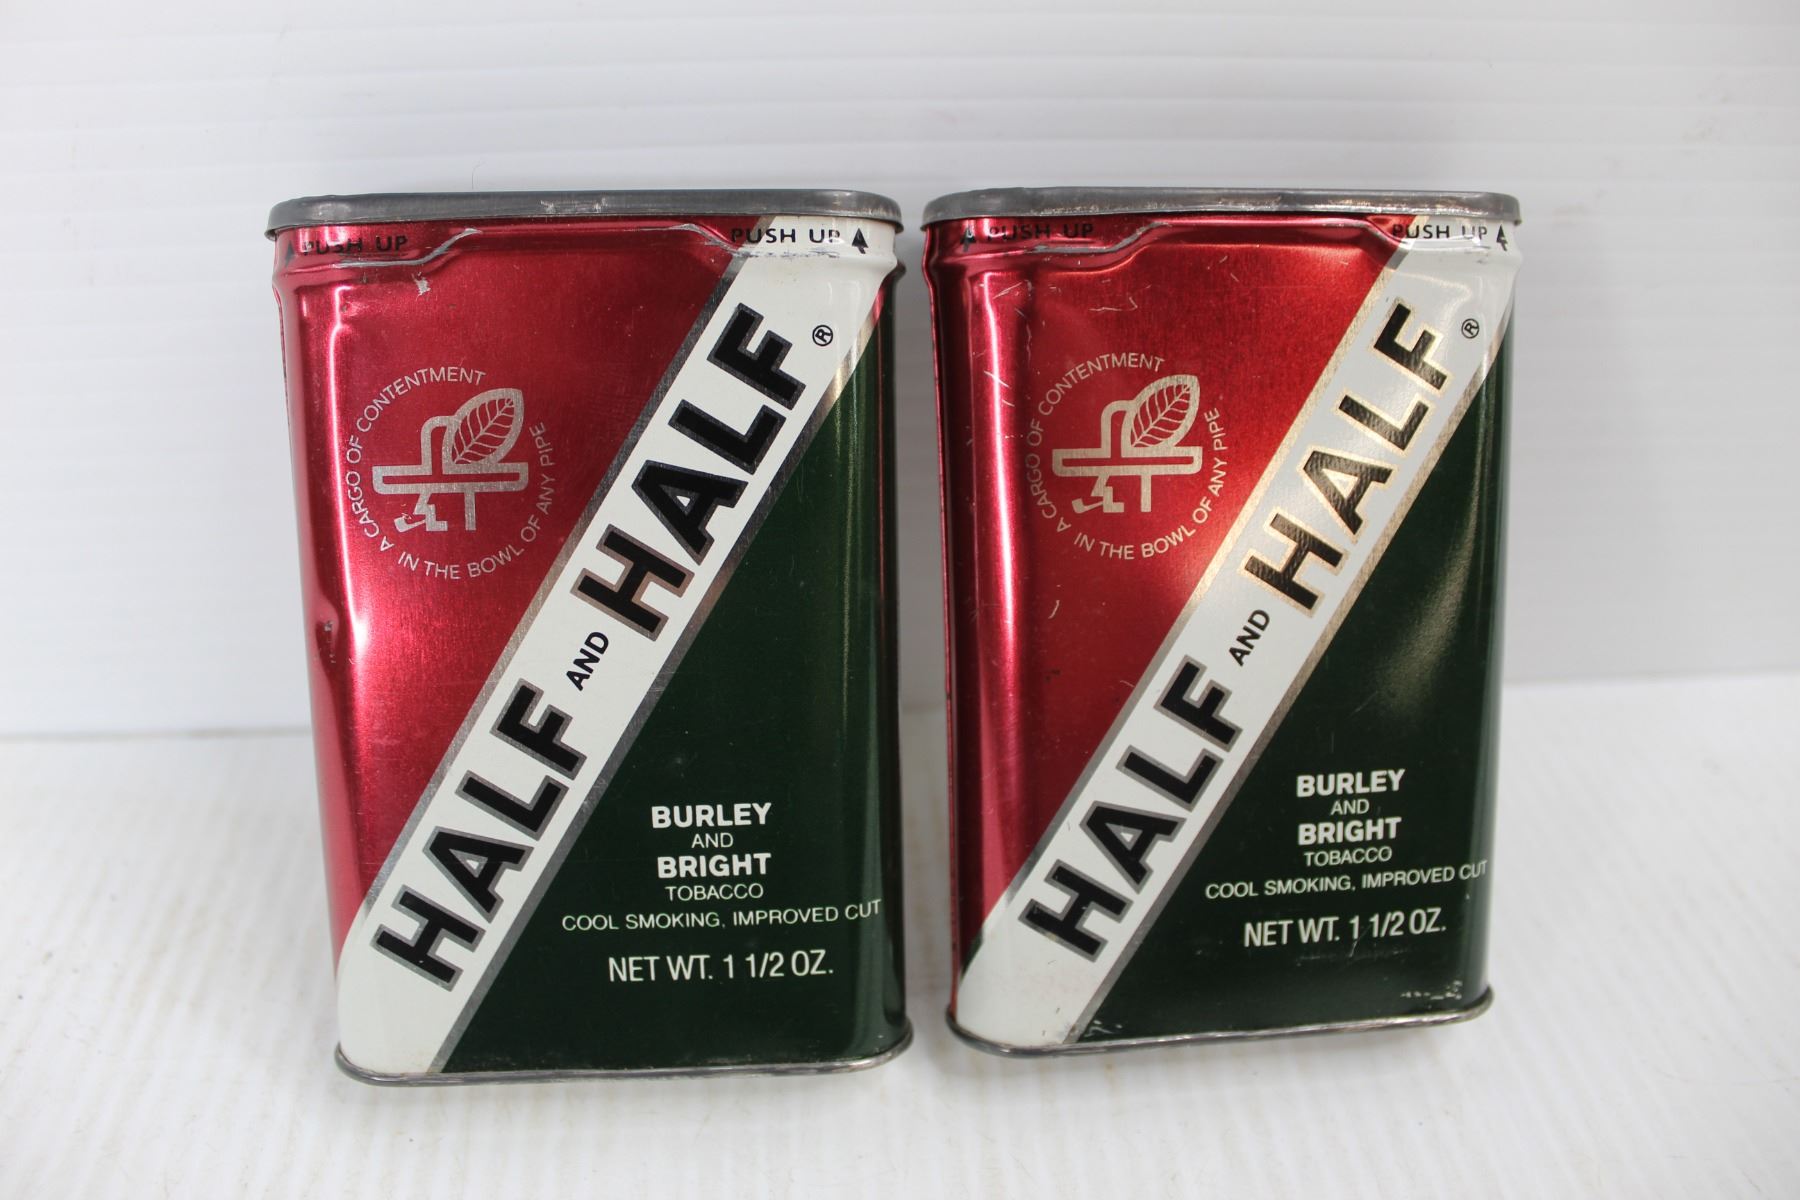 PUSH UP PUSH UP
A CARGO OF CONTENTMENT
IN THE BOWL OF ANY PIPE
HALF AND HALF ®
BURLEY
AND
BRIGHT
TOBACCO
COOL SMOKING, IMPROVED CUT
NET WT. 1 1/2 OZ.
PUSH UP PUSH UP
A CARGO OF CONTENTMENT
IN THE BOWL OF ANY PIPE
HALF AND HALF ®
BURLEY
AND
BRIGHT
TOBACCO
COOL SMOKING, IMPROVED CUT
NET WT. 1 1/2 OZ.